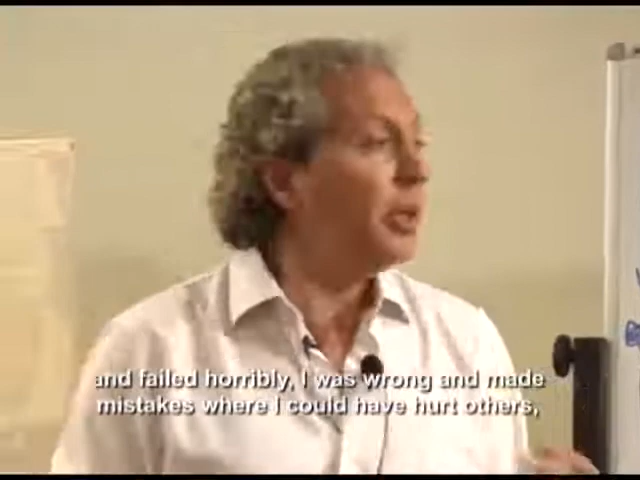 and failed horribly, I was wrong and made
mistakes where I could have hurt others,